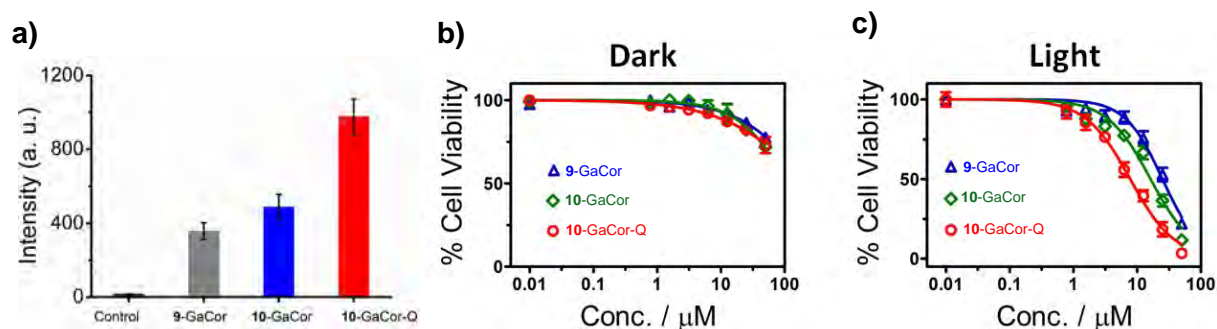 a)
1200
800
400
0
Intensity (a. u.)
Control 9-GaCor 10-GaCor 10-GaCor-Q
b)
Dark
100
50
0
% Cell Viability
9-GaCor
10-GaCor
10-GaCor-Q
0.01 0.1 1 10 100
Conc. / μM
c)
Light
100
50
0
% Cell Viability
9-GaCor
10-GaCor
10-GaCor-Q
0.01 0.1 1 10 100
Conc. / μM